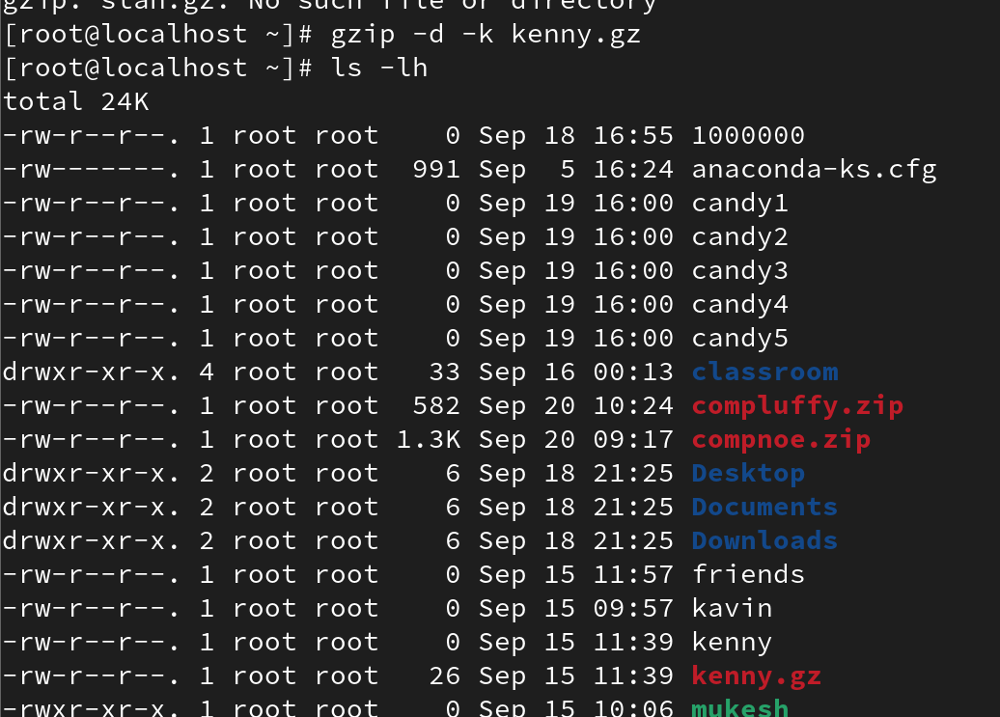 gzip: stan.gz: No such file or directory
[root@localhost ~]# gzip -d -k kenny.gz
[root@localhost ~]# ls -lh
total 24K
-rw-r--r--. 1 root root    0 Sep 18 16:55 1000000
-rw-------. 1 root root  991 Sep  5 16:24 anaconda-ks.cfg
-rw-r--r--. 1 root root    0 Sep 19 16:00 candy1
-rw-r--r--. 1 root root    0 Sep 19 16:00 candy2
-rw-r--r--. 1 root root    0 Sep 19 16:00 candy3
-rw-r--r--. 1 root root    0 Sep 19 16:00 candy4
-rw-r--r--. 1 root root    0 Sep 19 16:00 candy5
drwxr-xr-x. 4 root root   33 Sep 16 00:13 classroom
-rw-r--r--. 1 root root  582 Sep 20 10:24 compluffy.zip
-rw-r--r--. 1 root root 1.3K Sep 20 09:17 compnoe.zip
drwxr-xr-x. 2 root root    6 Sep 18 21:25 Desktop
drwxr-xr-x. 2 root root    6 Sep 18 21:25 Documents
drwxr-xr-x. 2 root root    6 Sep 18 21:25 Downloads
-rw-r--r--. 1 root root    0 Sep 15 11:57 friends
-rw-r--r--. 1 root root    0 Sep 15 09:57 kavin
-rw-r--r--. 1 root root    0 Sep 15 11:39 kenny
-rw-r--r--. 1 root root   26 Sep 15 11:39 kenny.gz
-rwxr-xr-x. 1 root root    0 Sep 15 10:06 mukesh